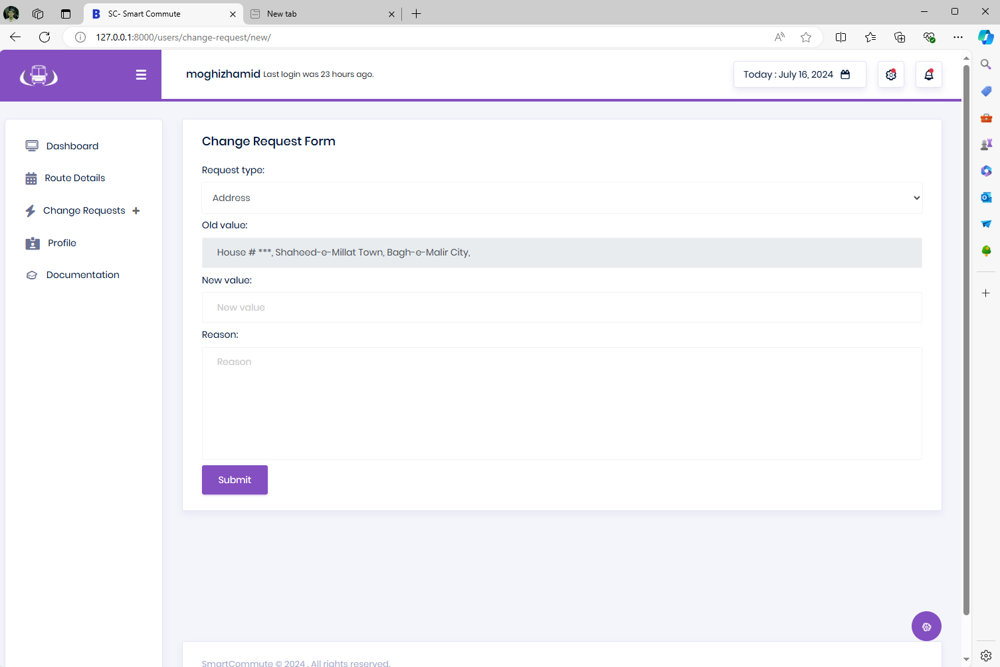 SC- Smart Commute
New tab
127.0.0.1:8000/users/change-request/new/
moghizhamid Last login was 23 hours ago.
Today : July 16, 2024
Dashboard
Route Details
Change Requests +
Profile
Documentation
Change Request Form
Request type:
Address
Old value:
House # ***, Shaheed-e-Millat Town, Bagh-e-Malir City,
New value:
New value
Reason:
Reason
Submit
SmartCommute © 2024 . All rights reserved.